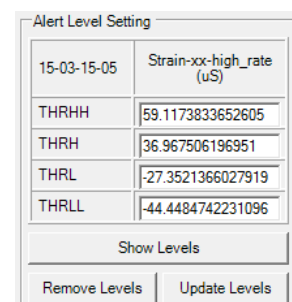 Alert Level Setting
15-03-15-05 Strain-xx-high_rate
(uS)
THRHH 59.1173833652605
THRH 36.967506196951
THRL -27.3521366027919
THRLL -44.4484742231096
Show Levels
Remove Levels Update Levels